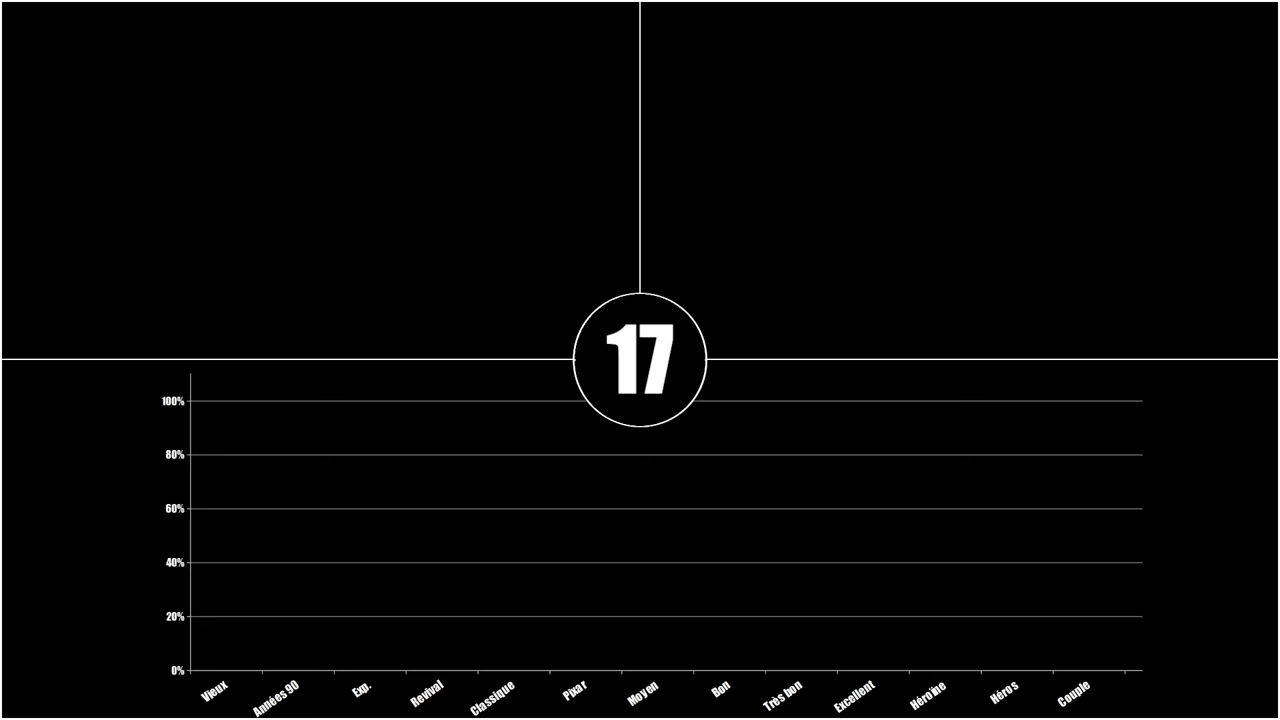 17
100%
80%
60%
40%
20%
0%
Vieux
Années 90
Exp.
Revival
Classique
Pixar
Moyen
Bon
Très bon
Excellent
Héroïne
Héros
Couple